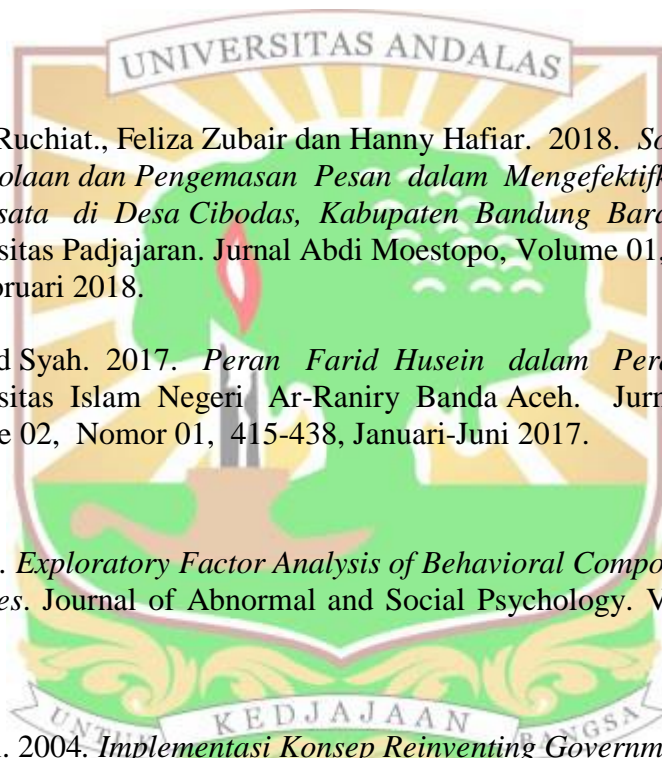 UNIVERSITAS ANDALAS
Ruchiat., Feliza Zubair dan Hanny Hafiar. 2018.
olaan dan Pengemasan Pesan dalam Mengefektifk
sata di Desa Cibodas, Kabupaten Bandung Bara
sitas Padjajaran. Jurnal Abdi Moestopo, Volume 01,
bruari 2018.
d Syah. 2017. Peran Farid Husein dalam Pera
sitas Islam Negeri Ar-Raniry Banda Aceh. Jurn
e 02, Nomor 01, 415-438, Januari-Juni 2017.
. Exploratory Factor Analysis of Behavioral Compo
es. Journal of Abnormal and Social Psychology. V
. 2004. Implementasi Konsep Reinventing Governm
UNTUK KEDJAJAAN BANGSA